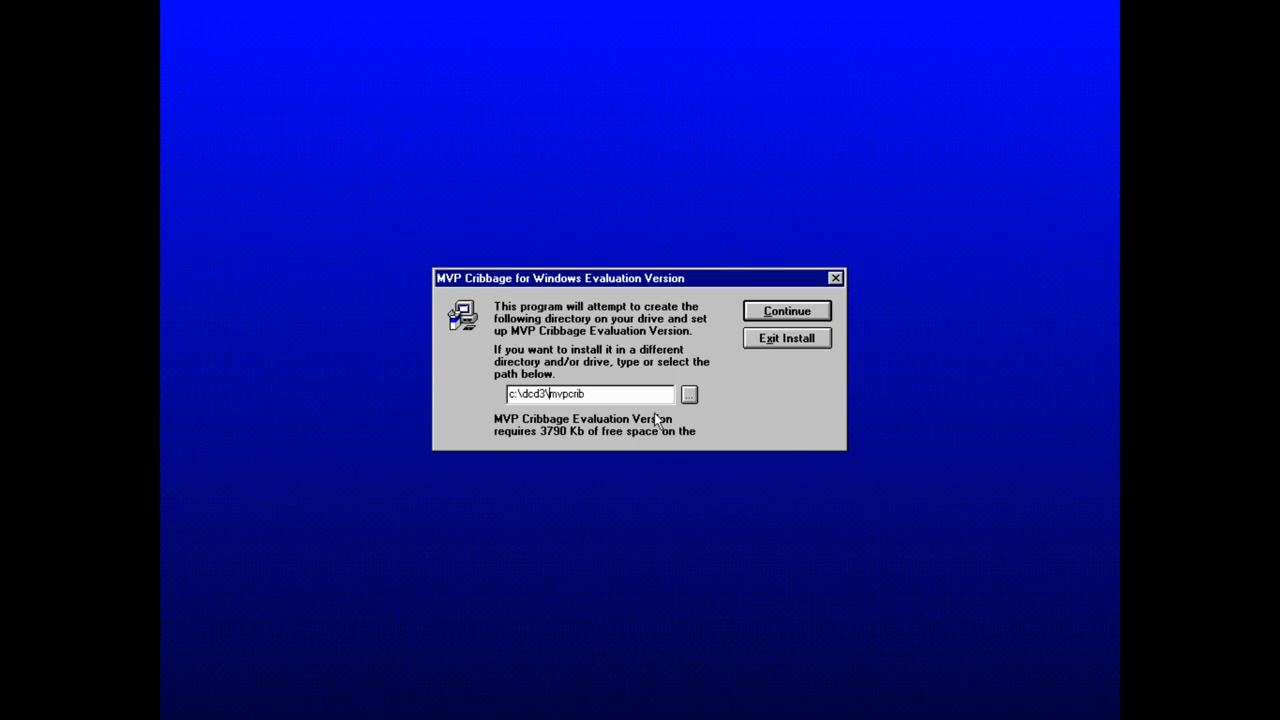 MVP Cribbage for Windows Evaluation Version
This program will attempt to create the
following directory on your drive and set
up MVP Cribbage Evaluation Version.
Continue
Exit Install
If you want to install it in a different
directory and/or drive, type or select the
path below.
c:\dcd3\mvpcrib
...
MVP Cribbage Evaluation Version
requires 3790 Kb of free space on the